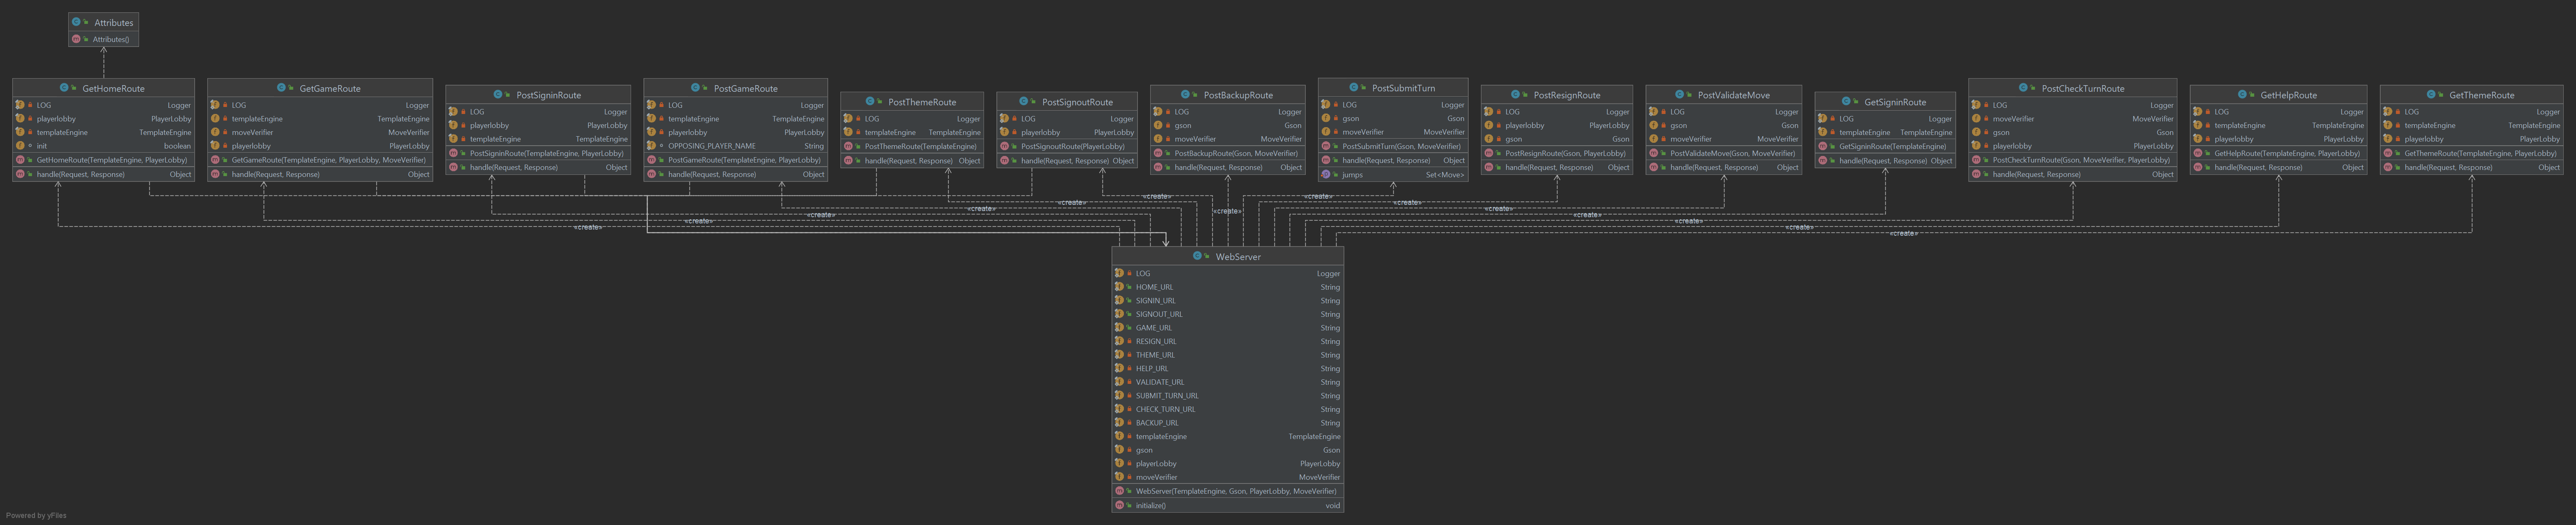 Attributes
Attributes()
GetHomeRoute
LOG Logger
playerlobby PlayerLobby
templateEngine TemplateEngine
init boolean
GetHomeRoute(TemplateEngine, PlayerLobby)
handle(Request, Response) Object
GetGameRoute
LOG Logger
templateEngine TemplateEngine
moveVerifier MoveVerifier
playerlobby PlayerLobby
GetGameRoute(TemplateEngine, PlayerLobby, MoveVerifier)
handle(Request, Response) Object
PostSigninRoute
LOG Logger
playerlobby PlayerLobby
templateEngine TemplateEngine
PostSigninRoute(TemplateEngine, PlayerLobby)
handle(Request, Response) Object
PostGameRoute
LOG Logger
templateEngine TemplateEngine
playerlobby PlayerLobby
OPPOSING_PLAYER_NAME String
PostGameRoute(TemplateEngine, PlayerLobby)
handle(Request, Response) Object
PostThemeRoute
LOG Logger
templateEngine TemplateEngine
PostThemeRoute(TemplateEngine)
handle(Request, Response) Object
PostSignoutRoute
LOG Logger
playerlobby PlayerLobby
PostSignoutRoute(PlayerLobby)
handle(Request, Response) Object
PostBackupRoute
LOG Logger
gson Gson
moveVerifier MoveVerifier
PostBackupRoute(Gson, MoveVerifier)
handle(Request, Response) Object
PostSubmitTurn
LOG Logger
gson Gson
moveVerifier MoveVerifier
PostSubmitTurn(Gson, MoveVerifier)
handle(Request, Response) Object
jumps Set<Move>
PostResignRoute
LOG Logger
playerlobby PlayerLobby
gson Gson
PostResignRoute(Gson, PlayerLobby)
handle(Request, Response) Object
PostValidateMove
LOG Logger
gson Gson
moveVerifier MoveVerifier
PostValidateMove(Gson, MoveVerifier)
handle(Request, Response) Object
GetSigninRoute
LOG Logger
templateEngine TemplateEngine
GetSigninRoute(TemplateEngine)
handle(Request, Response) Object
PostCheckTurnRoute
LOG Logger
moveVerifier MoveVerifier
gson Gson
playerlobby PlayerLobby
PostCheckTurnRoute(Gson, MoveVerifier, PlayerLobby)
handle(Request, Response) Object
GetHelpRoute
LOG Logger
templateEngine TemplateEngine
playerlobby PlayerLobby
GetHelpRoute(TemplateEngine, PlayerLobby)
handle(Request, Response) Object
GetThemeRoute
LOG Logger
templateEngine TemplateEngine
playerlobby PlayerLobby
GetThemeRoute(TemplateEngine, PlayerLobby)
handle(Request, Response) Object
«create»
«create»
«create»
«create»
«create»
«create»
«create»
«create»
«create»
«create»
«create»
«create»
«create»
WebServer
LOG Logger
HOME_URL String
SIGNIN_URL String
SIGNOUT_URL String
GAME_URL String
RESIGN_URL String
THEME_URL String
HELP_URL String
VALIDATE_URL String
SUBMIT_TURN_URL String
CHECK_TURN_URL String
BACKUP_URL String
templateEngine TemplateEngine
gson Gson
playerLobby PlayerLobby
moveVerifier MoveVerifier
WebServer(TemplateEngine, Gson, PlayerLobby, MoveVerifier)
initialize() void
Powered by yFiles